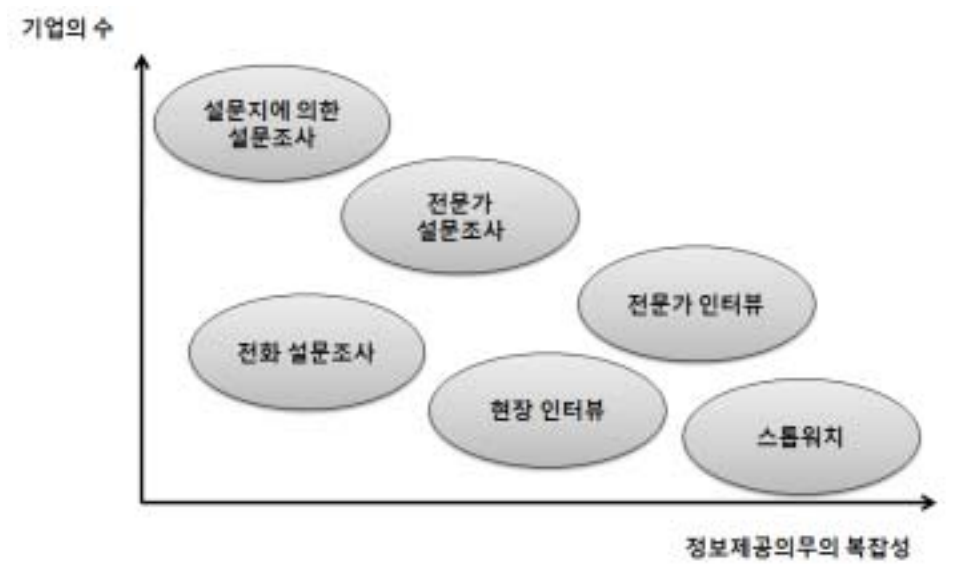 기업의 수
설문지에 의한
설문조사
전문가
설문조사
전문가 인터뷰
전화 설문조사
현장 인터뷰
스톱워치
정보제공의무의 복잡성